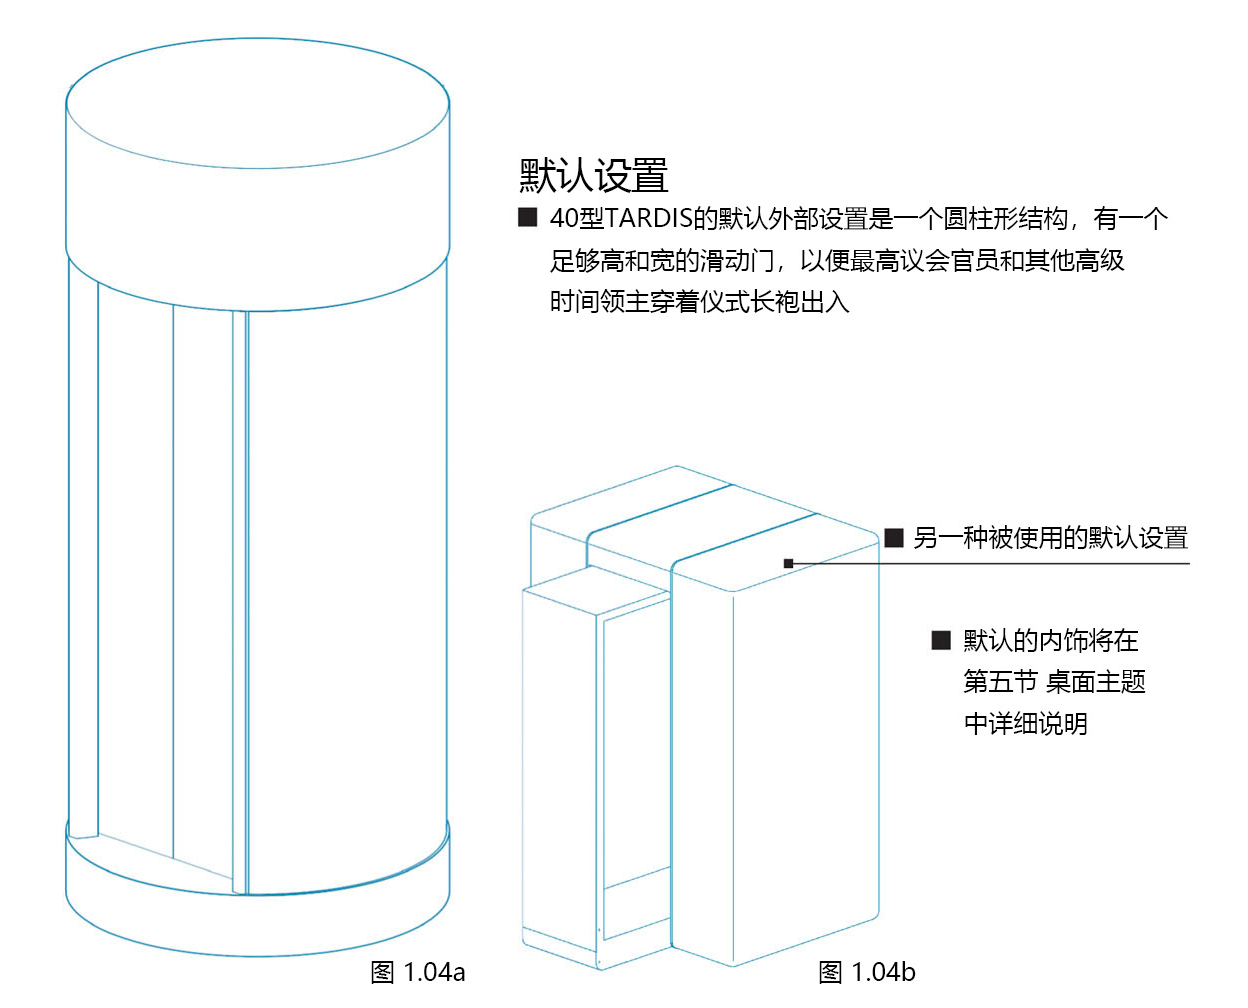 默认设置
■ 40型TARDIS的默认外部设置是一个圆柱形结构，有一个
足够高和宽的滑动门，以便最高议会官员和其他高级
时间领主穿着仪式长袍出入
■ 另一种被使用的默认设置
■ 默认的内饰将在
第五节 桌面主题
中详细说明
图 1.04a
图 1.04b